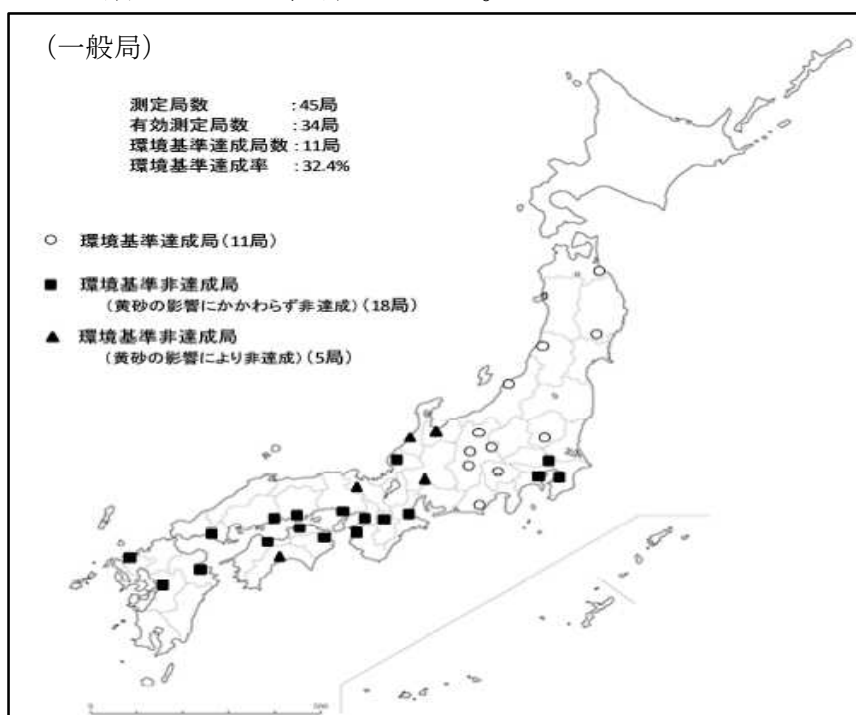 (一般局)
測定局数 :45局
有効測定局数 :34局
環境基準達成局数:11局
環境基準達成率 :32.4%
○ 環境基準達成局(11局)
■ 環境基準非達成局
(黄砂の影響にかかわらず非達成)(18局)
▲ 環境基準非達成局
(黄砂の影響により非達成)(5局)